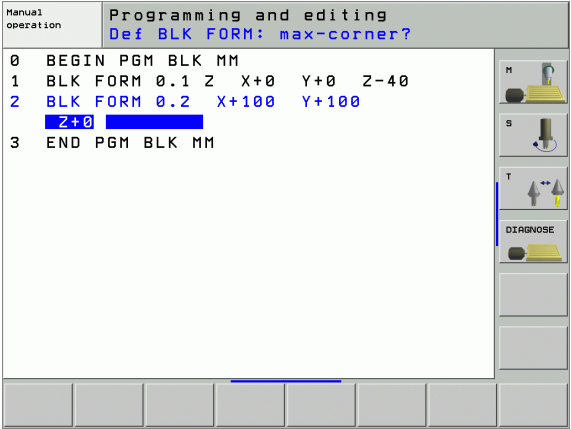 Manual
operation
Programming and editing
Def BLK FORM: max-corner?
0 BEGIN PGM BLK MM
1 BLK FORM 0.1 Z X+0 Y+0 Z-40
2 BLK FORM 0.2 X+100 Y+100
Z+0
3 END PGM BLK MM
M
S
T
DIAGNOSE